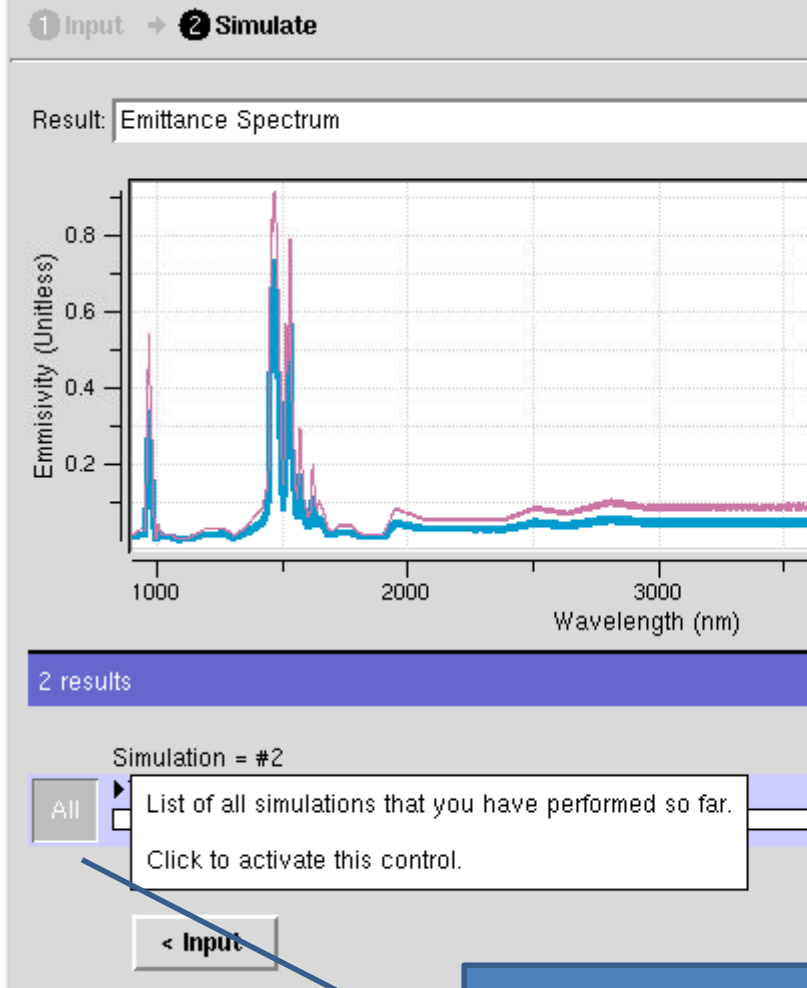 1 Input → 2 Simulate
Result: Emittance Spectrum
Emmisivity (Unitless)
0.8
0.6
0.4
0.2
1000 2000 3000
Wavelength (nm)
2 results
Simulation = #2
All
List of all simulations that you have performed so far.
Click to activate this control.
< Input